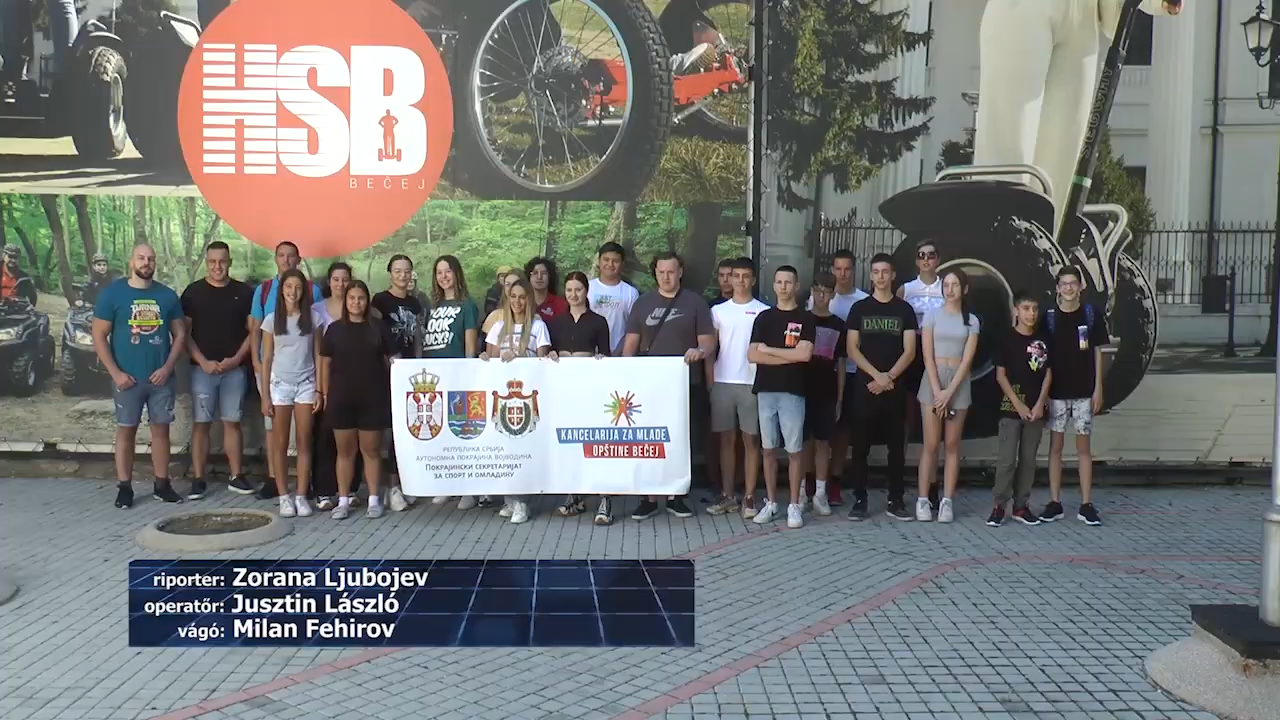 HSB
BEČEJ
YOUR
DANIEL
РЕПУБЛИКА СРБИЈА
АУТОНОМНА ПОКРАЈИНА ВОЈВОДИНА
ПОКРАЈИНСКИ СЕКРЕТАРИЈАТ
ЗА СПОРТ И ОМЛАДИНУ
KANCELARIJA ZA MLADE
OPŠTINE BEČEJ
riporter: Zorana Ljubojev
operatőr: Jusztin László
vágó: Milan Fehirov